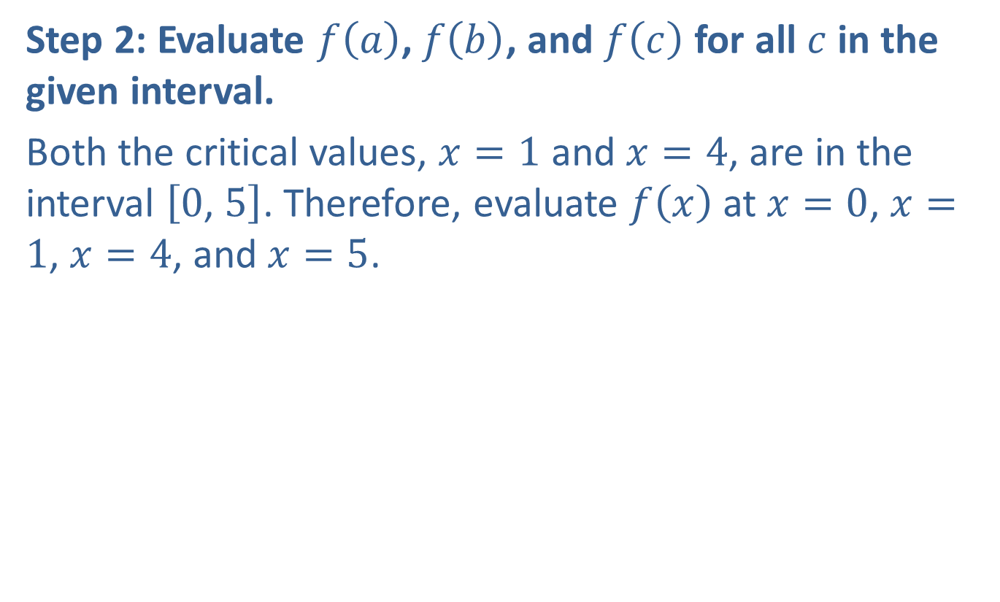 Step 2: Evaluate f(a), f(b), and f(c) for all c in the
given interval.
Both the critical values, x = 1 and x = 4, are in the
interval [0, 5]. Therefore, evaluate f(x) at x = 0, x =
1, x = 4, and x = 5.